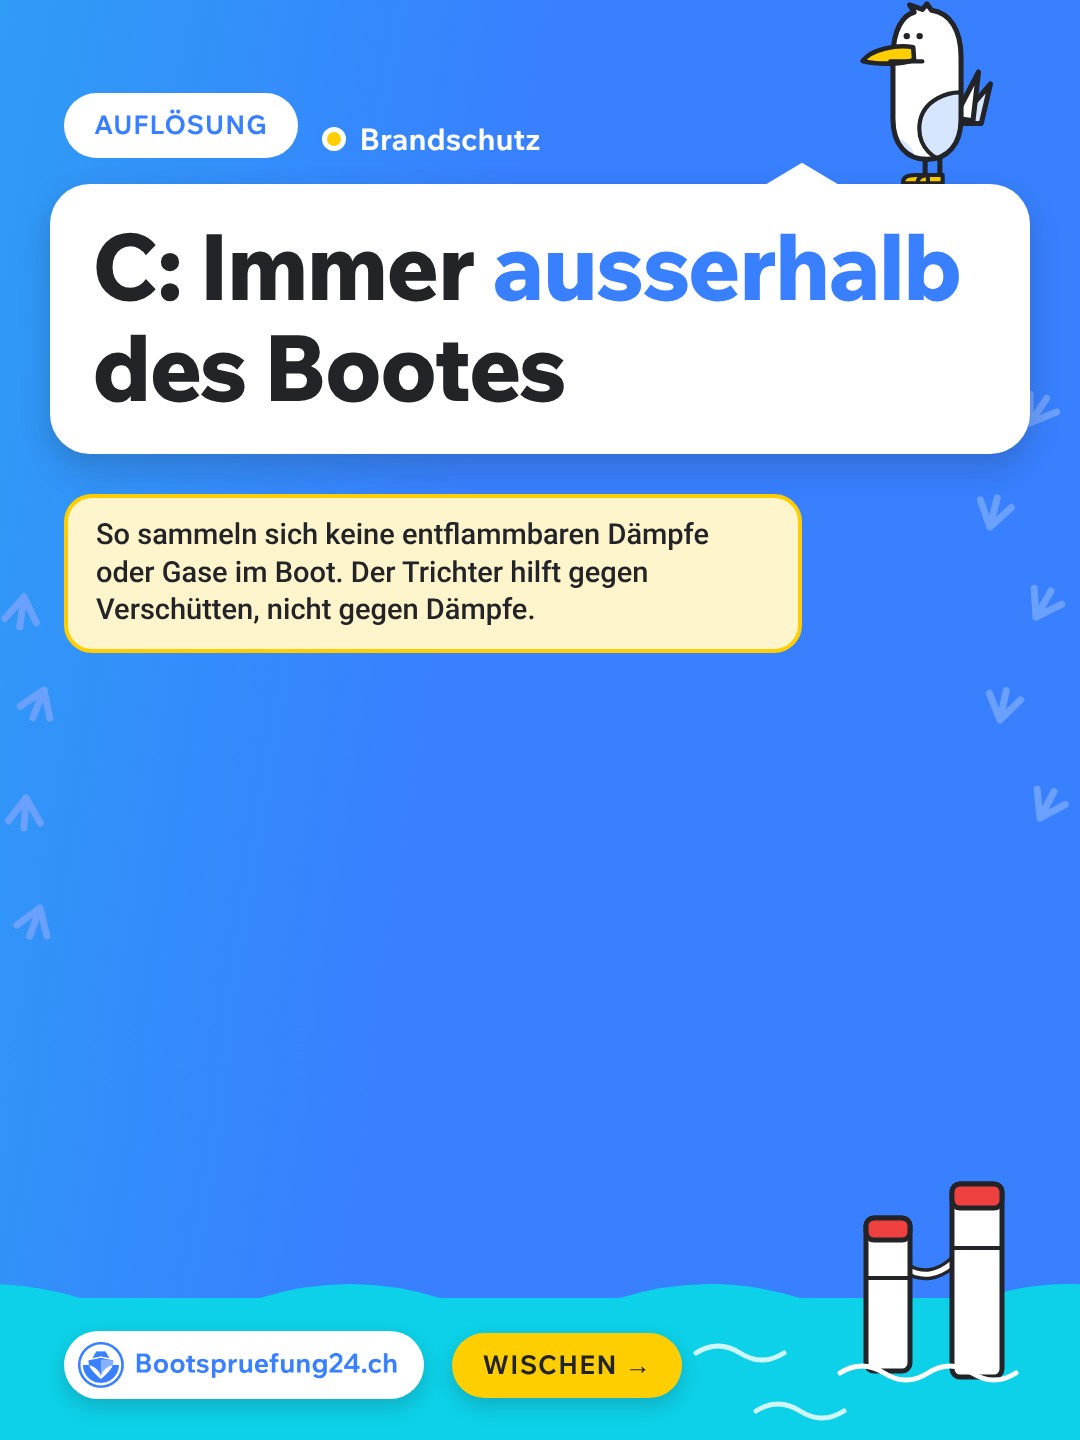 AUFLÖSUNG
Brandschutz
C: Immer ausserhalb
des Bootes
So sammeln sich keine entflammbaren Dämpfe
oder Gase im Boot. Der Trichter hilft gegen
Verschütten, nicht gegen Dämpfe.
Bootspruefung24.ch
WISCHEN →